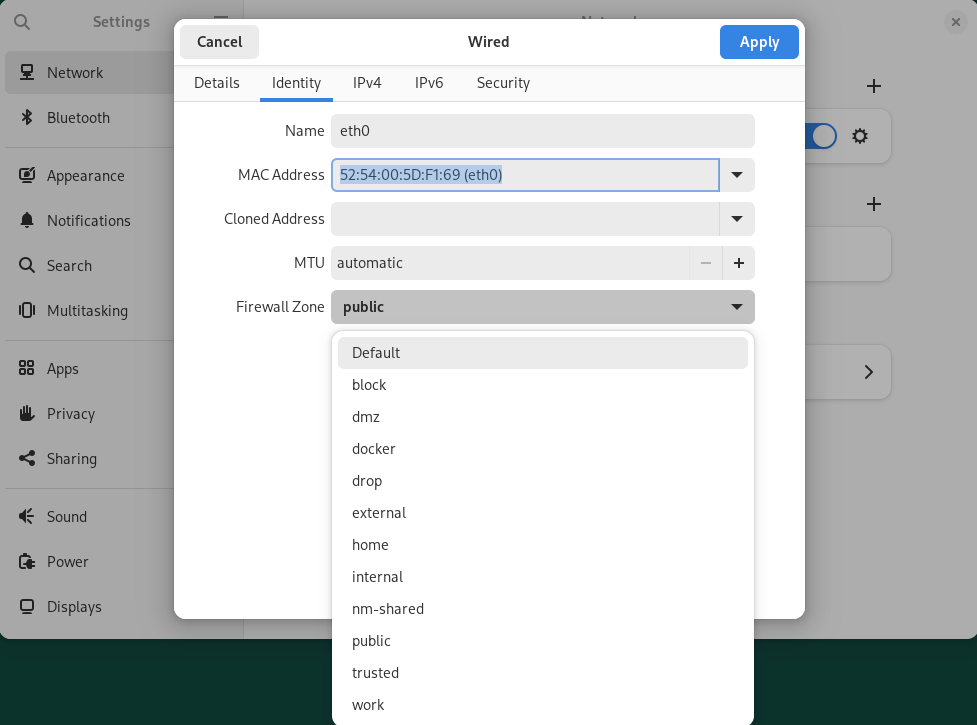 Settings
Cancel
Wired
Apply
Network
Bluetooth
Appearance
Notifications
Search
Multitasking
Apps
Privacy
Sharing
Sound
Power
Displays
Details
Identity
IPv4
IPv6
Security
Name
eth0
MAC Address
52:54:00:5D:F1:69 (eth0)
Cloned Address
MTU
automatic
Firewall Zone
public
Default
block
dmz
docker
drop
external
home
internal
nm-shared
public
trusted
work